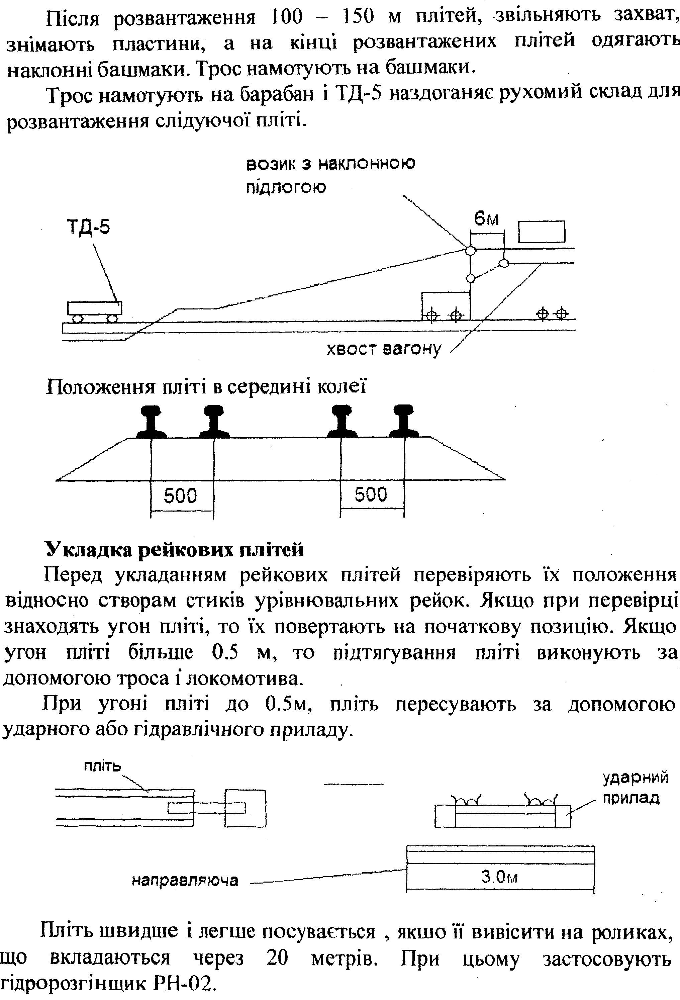 Після розвантаження 100 – 150 м плітей, звільняють захват,
знімають пластини, а на кінці розвантажених плітей одягають
наклонні башмаки. Трос намотують на башмаки.
Трос намотують на барабан і ТД-5 наздоганяє рухомий склад для
розвантаження слідуючої пліті.
возик з наклонною
підлогою
6м
ТД-5
хвост вагону
Положення пліті в середині колеї
500
500
Укладка рейкових плітей
Перед укладанням рейкових плітей перевіряють їх положення
відносно створам стиків урівнювальних рейок. Якщо при перевірці
знаходять угон пліті, то їх повертають на початкову позицію. Якщо
угон пліті більше 0.5 м, то підтягування пліті виконують за
допомогою троса і локомотива.
При угоні пліті до 0.5м, пліть пересувають за допомогою
ударного або гідравлічного приладу.
пліть
ударний
прилад
направляюча
3.0м
Пліть швидше і легше посувається , якшо її вивісити на роликах,
що вкладаються через 20 метрів. При цьому застосовують
гідророзгінщик РН-02.